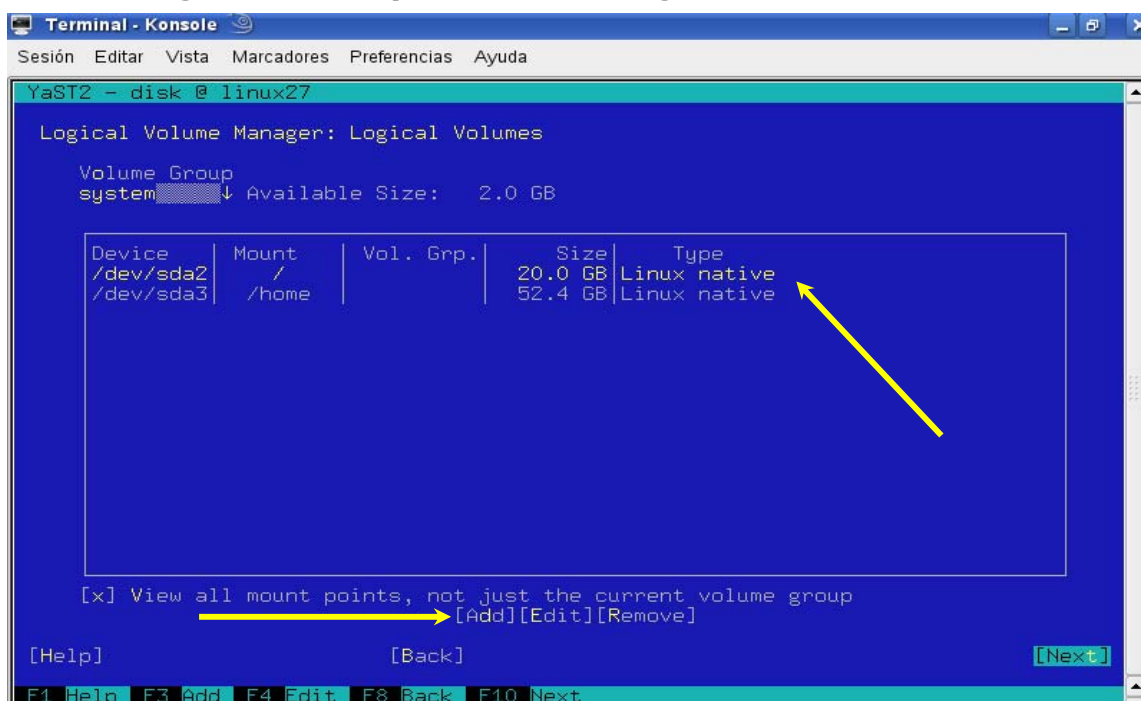 Terminal - Konsole
Sesión Editar Vista Marcadores Preferencias Ayuda
YaST2 - disk @ linux27
Logical Volume Manager: Logical Volumes
Volume Group
system↓ Available Size: 2.0 GB
Device | Mount | Vol. Grp.| Size| Type
/dev/sda2| / | | 20.0 GB|Linux native
/dev/sda3| /home | | 52.4 GB|Linux native
[x] View all mount points, not just the current volume group
[Add][Edit][Remove]
[Help] [Back] [Next]
F1 Help F3 Add F4 Edit F8 Back F10 Next